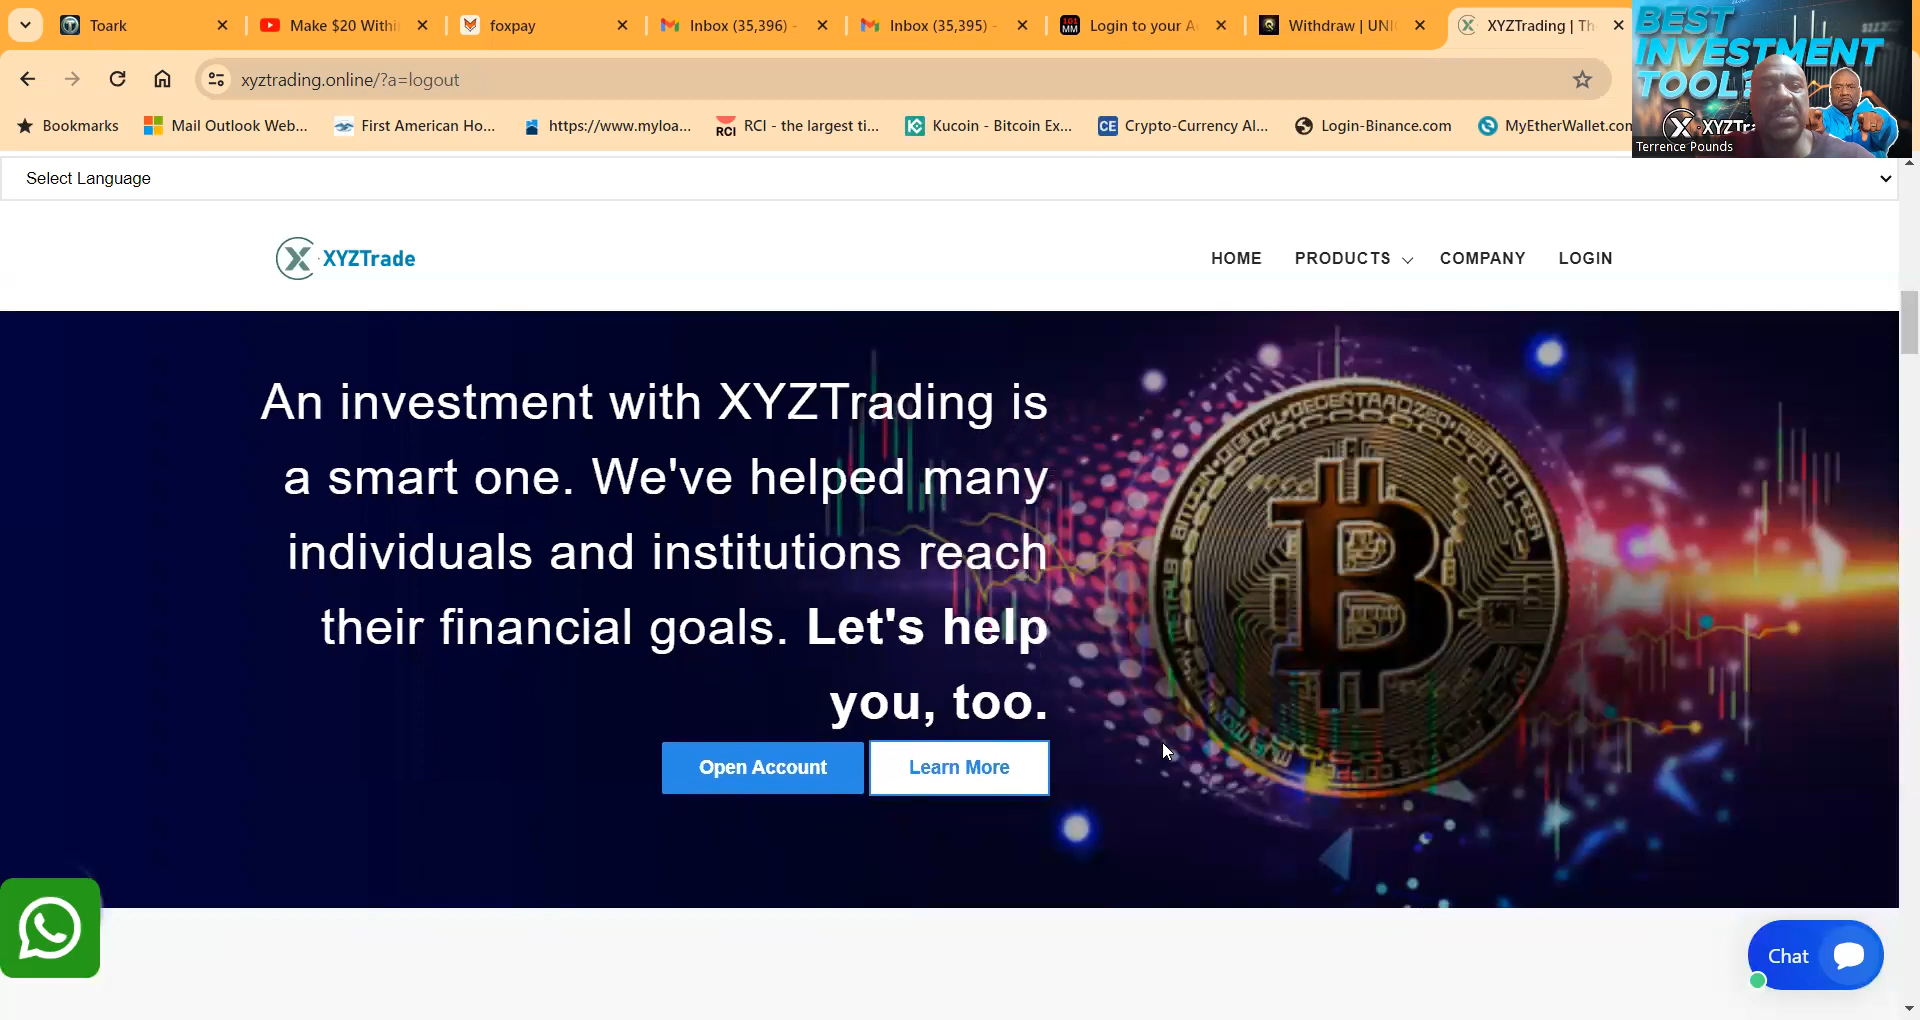 Toark
Make $20 Withi
foxpay
Inbox (35,396) -
Inbox (35,395) -
Login to your A
Withdraw | UNI
XYZTrading | Th
xyztrading.online/?a=logout
BEST
INVESTMENT
TOOL?
XYZTr
Terrence Pounds
Bookmarks
Mail Outlook Web...
First American Ho...
https://www.myloa...
RCI
RCI - the largest ti...
Kucoin - Bitcoin Ex...
CE
Crypto-Currency Al...
Login-Binance.com
MyEtherWallet.com
Select Language
XYZTrade
HOME
PRODUCTS
COMPANY
LOGIN
An investment with XYZTrading is
a smart one. We've helped many
individuals and institutions reach
their financial goals. Let's help
you, too.
Open Account
Learn More
Chat